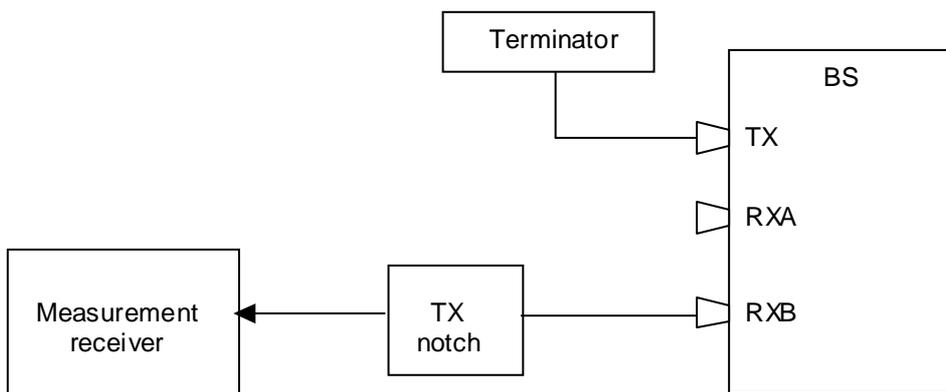 Terminator
BS
TX
RXA
Measurement
receiver
TX
notch
RXB